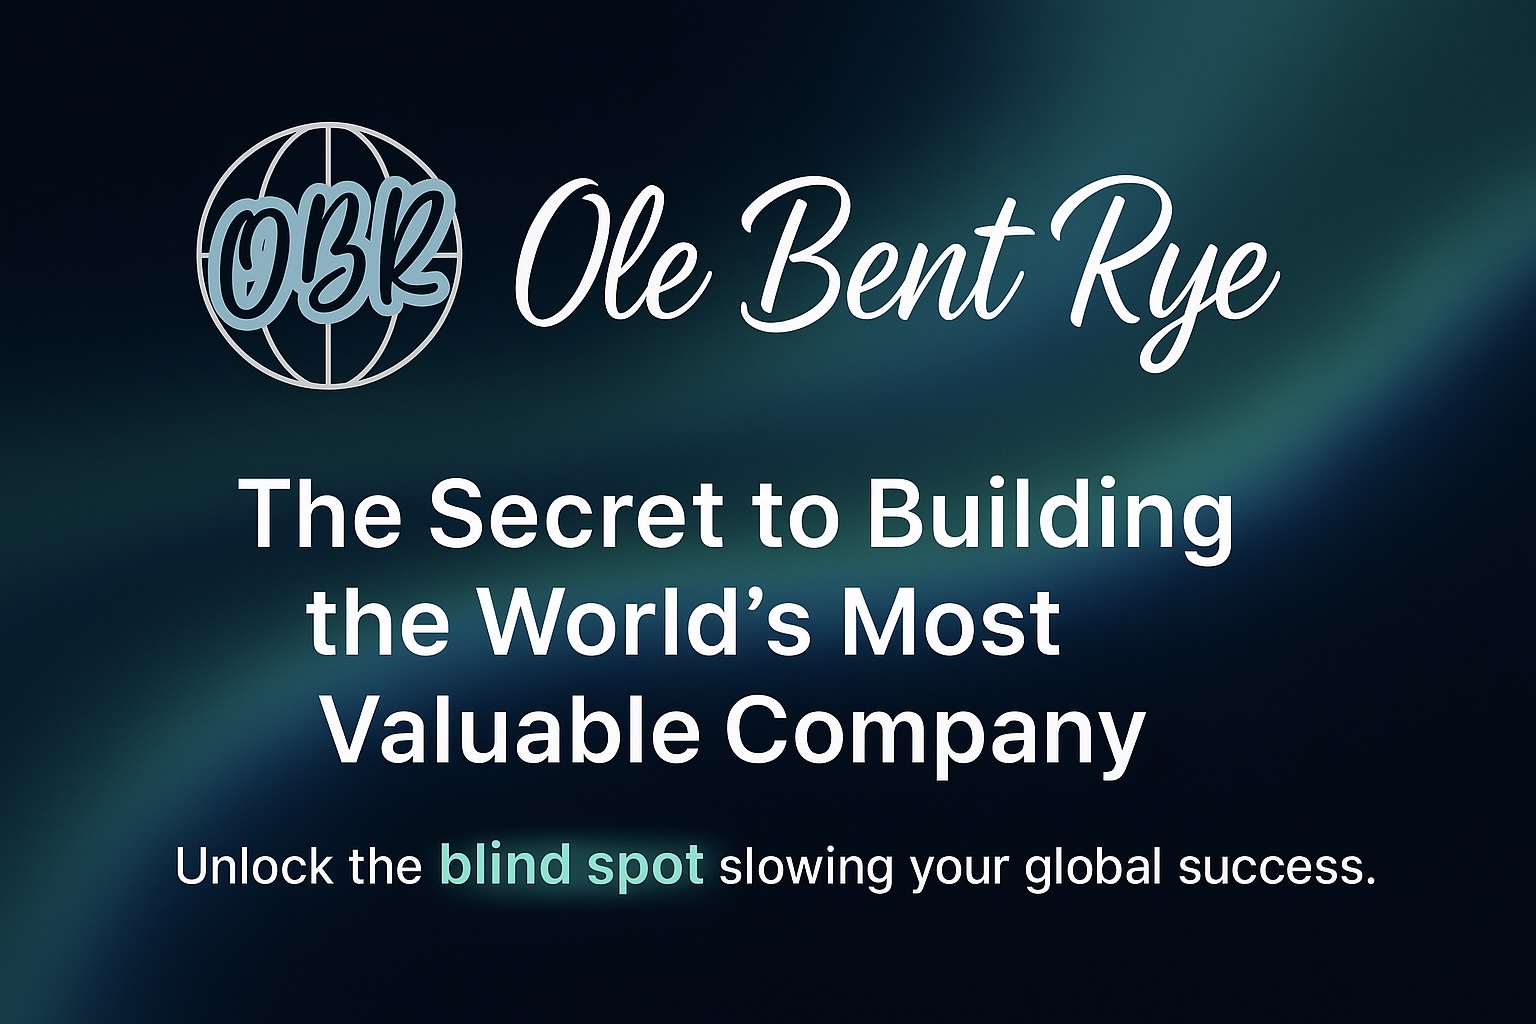 OBR
Ole Bent Rye
The Secret to Building
the World’s Most
Valuable Company
Unlock the blind spot slowing your global success.